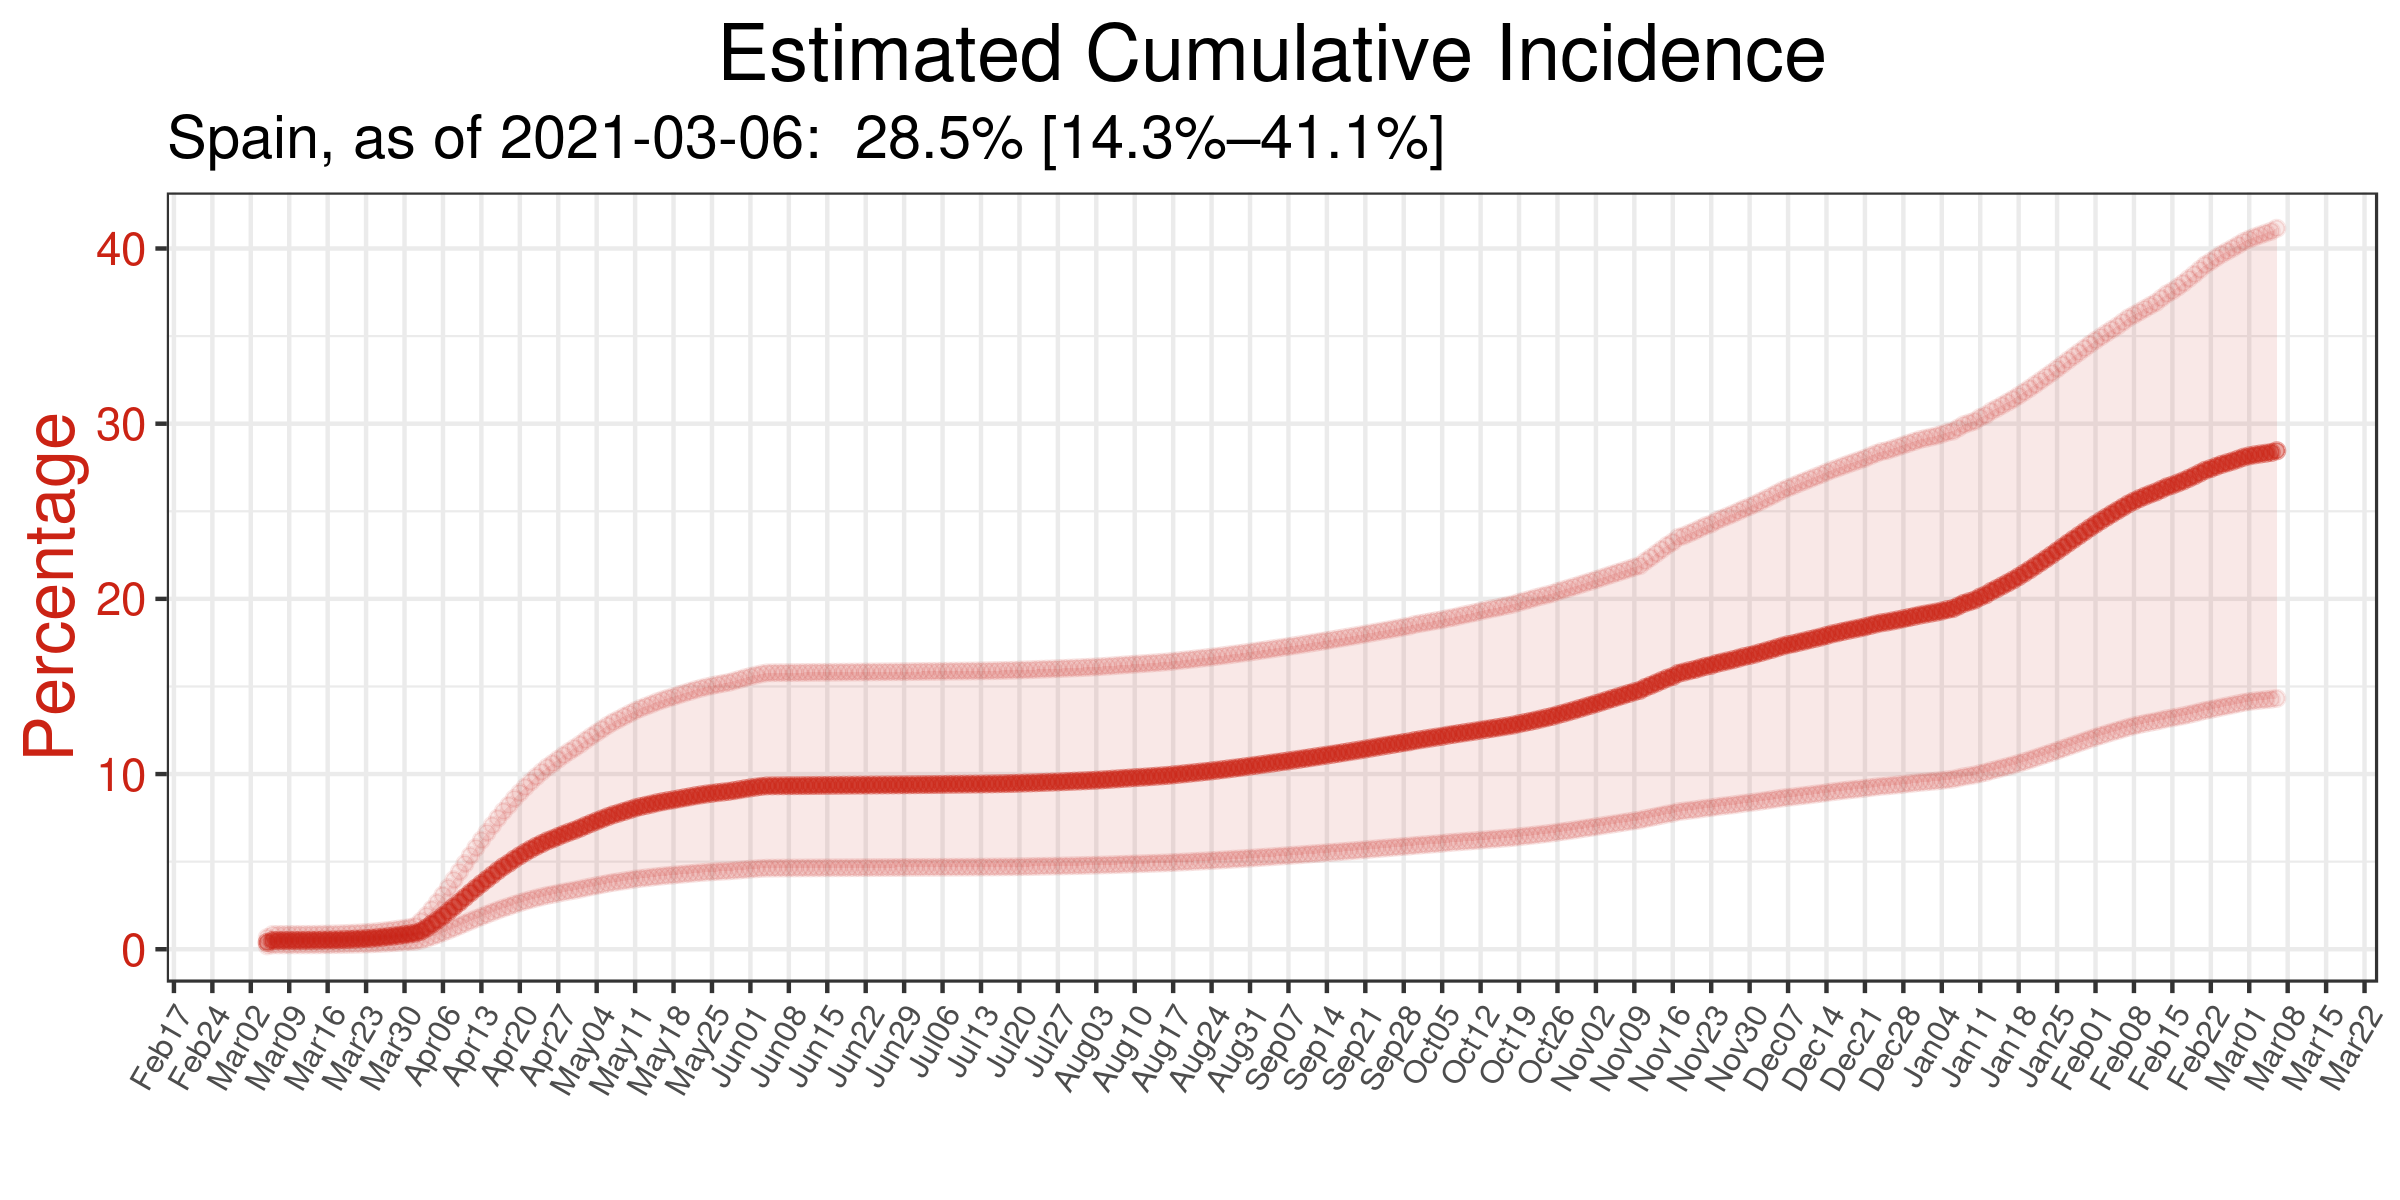 Estimated Cumulative Incidence
Spain, as of 2021-03-06:  28.5% [14.3%–41.1%]
Percentage
40
30
20
10
0
Feb17
Feb24
Mar02
Mar09
Mar16
Mar23
Mar30
Apr06
Apr13
Apr20
Apr27
May04
May11
May18
May25
Jun01
Jun08
Jun15
Jun22
Jun29
Jul06
Jul13
Jul20
Jul27
Aug03
Aug10
Aug17
Aug24
Aug31
Sep07
Sep14
Sep21
Sep28
Oct05
Oct12
Oct19
Oct26
Nov02
Nov09
Nov16
Nov23
Nov30
Dec07
Dec14
Dec21
Dec28
Jan04
Jan11
Jan18
Jan25
Feb01
Feb08
Feb15
Feb22
Mar01
Mar08
Mar15
Mar22